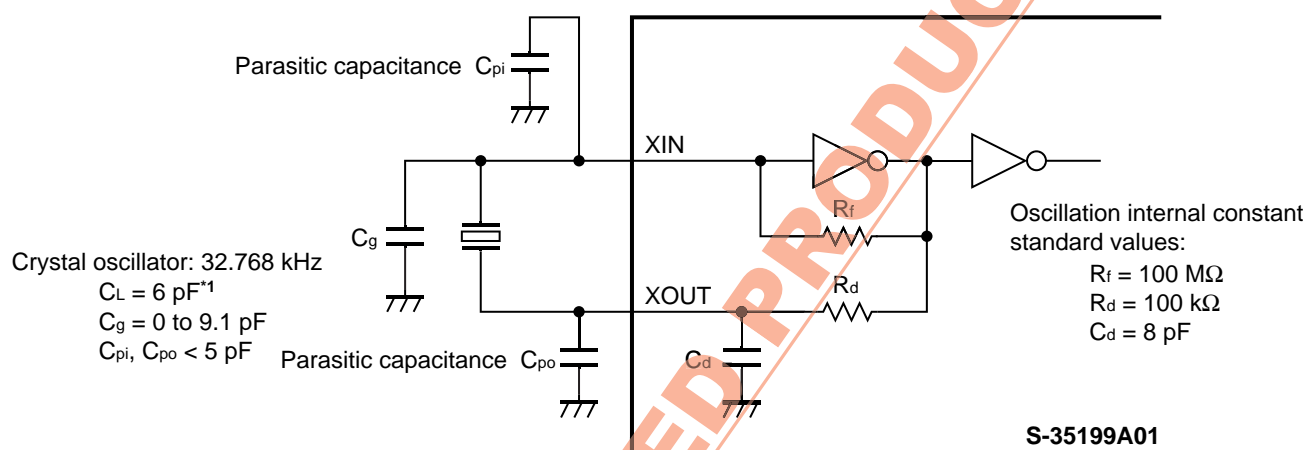 Parasitic capacitance Cpi
XIN
Cg
Rf
Crystal oscillator: 32.768 kHz
CL = 6 pF*1
Cg = 0 to 9.1 pF
Cpi, Cpo < 5 pF
XOUT
Rd
Parasitic capacitance Cpo
Cd
Oscillation internal constant
standard values:
Rf = 100 MΩ
Rd = 100 kΩ
Cd = 8 pF
S-35199A01
ED PRODUC